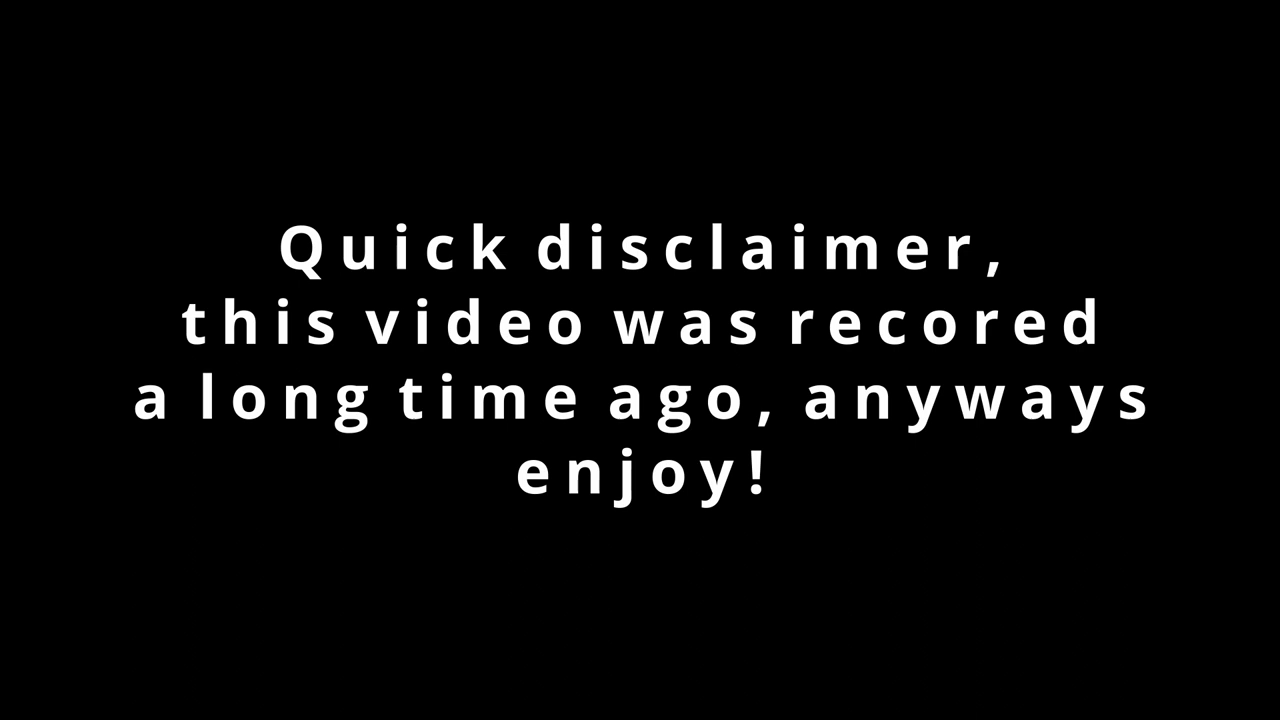 Quick disclaimer,
this video was recored
a long time ago, anyways
enjoy!